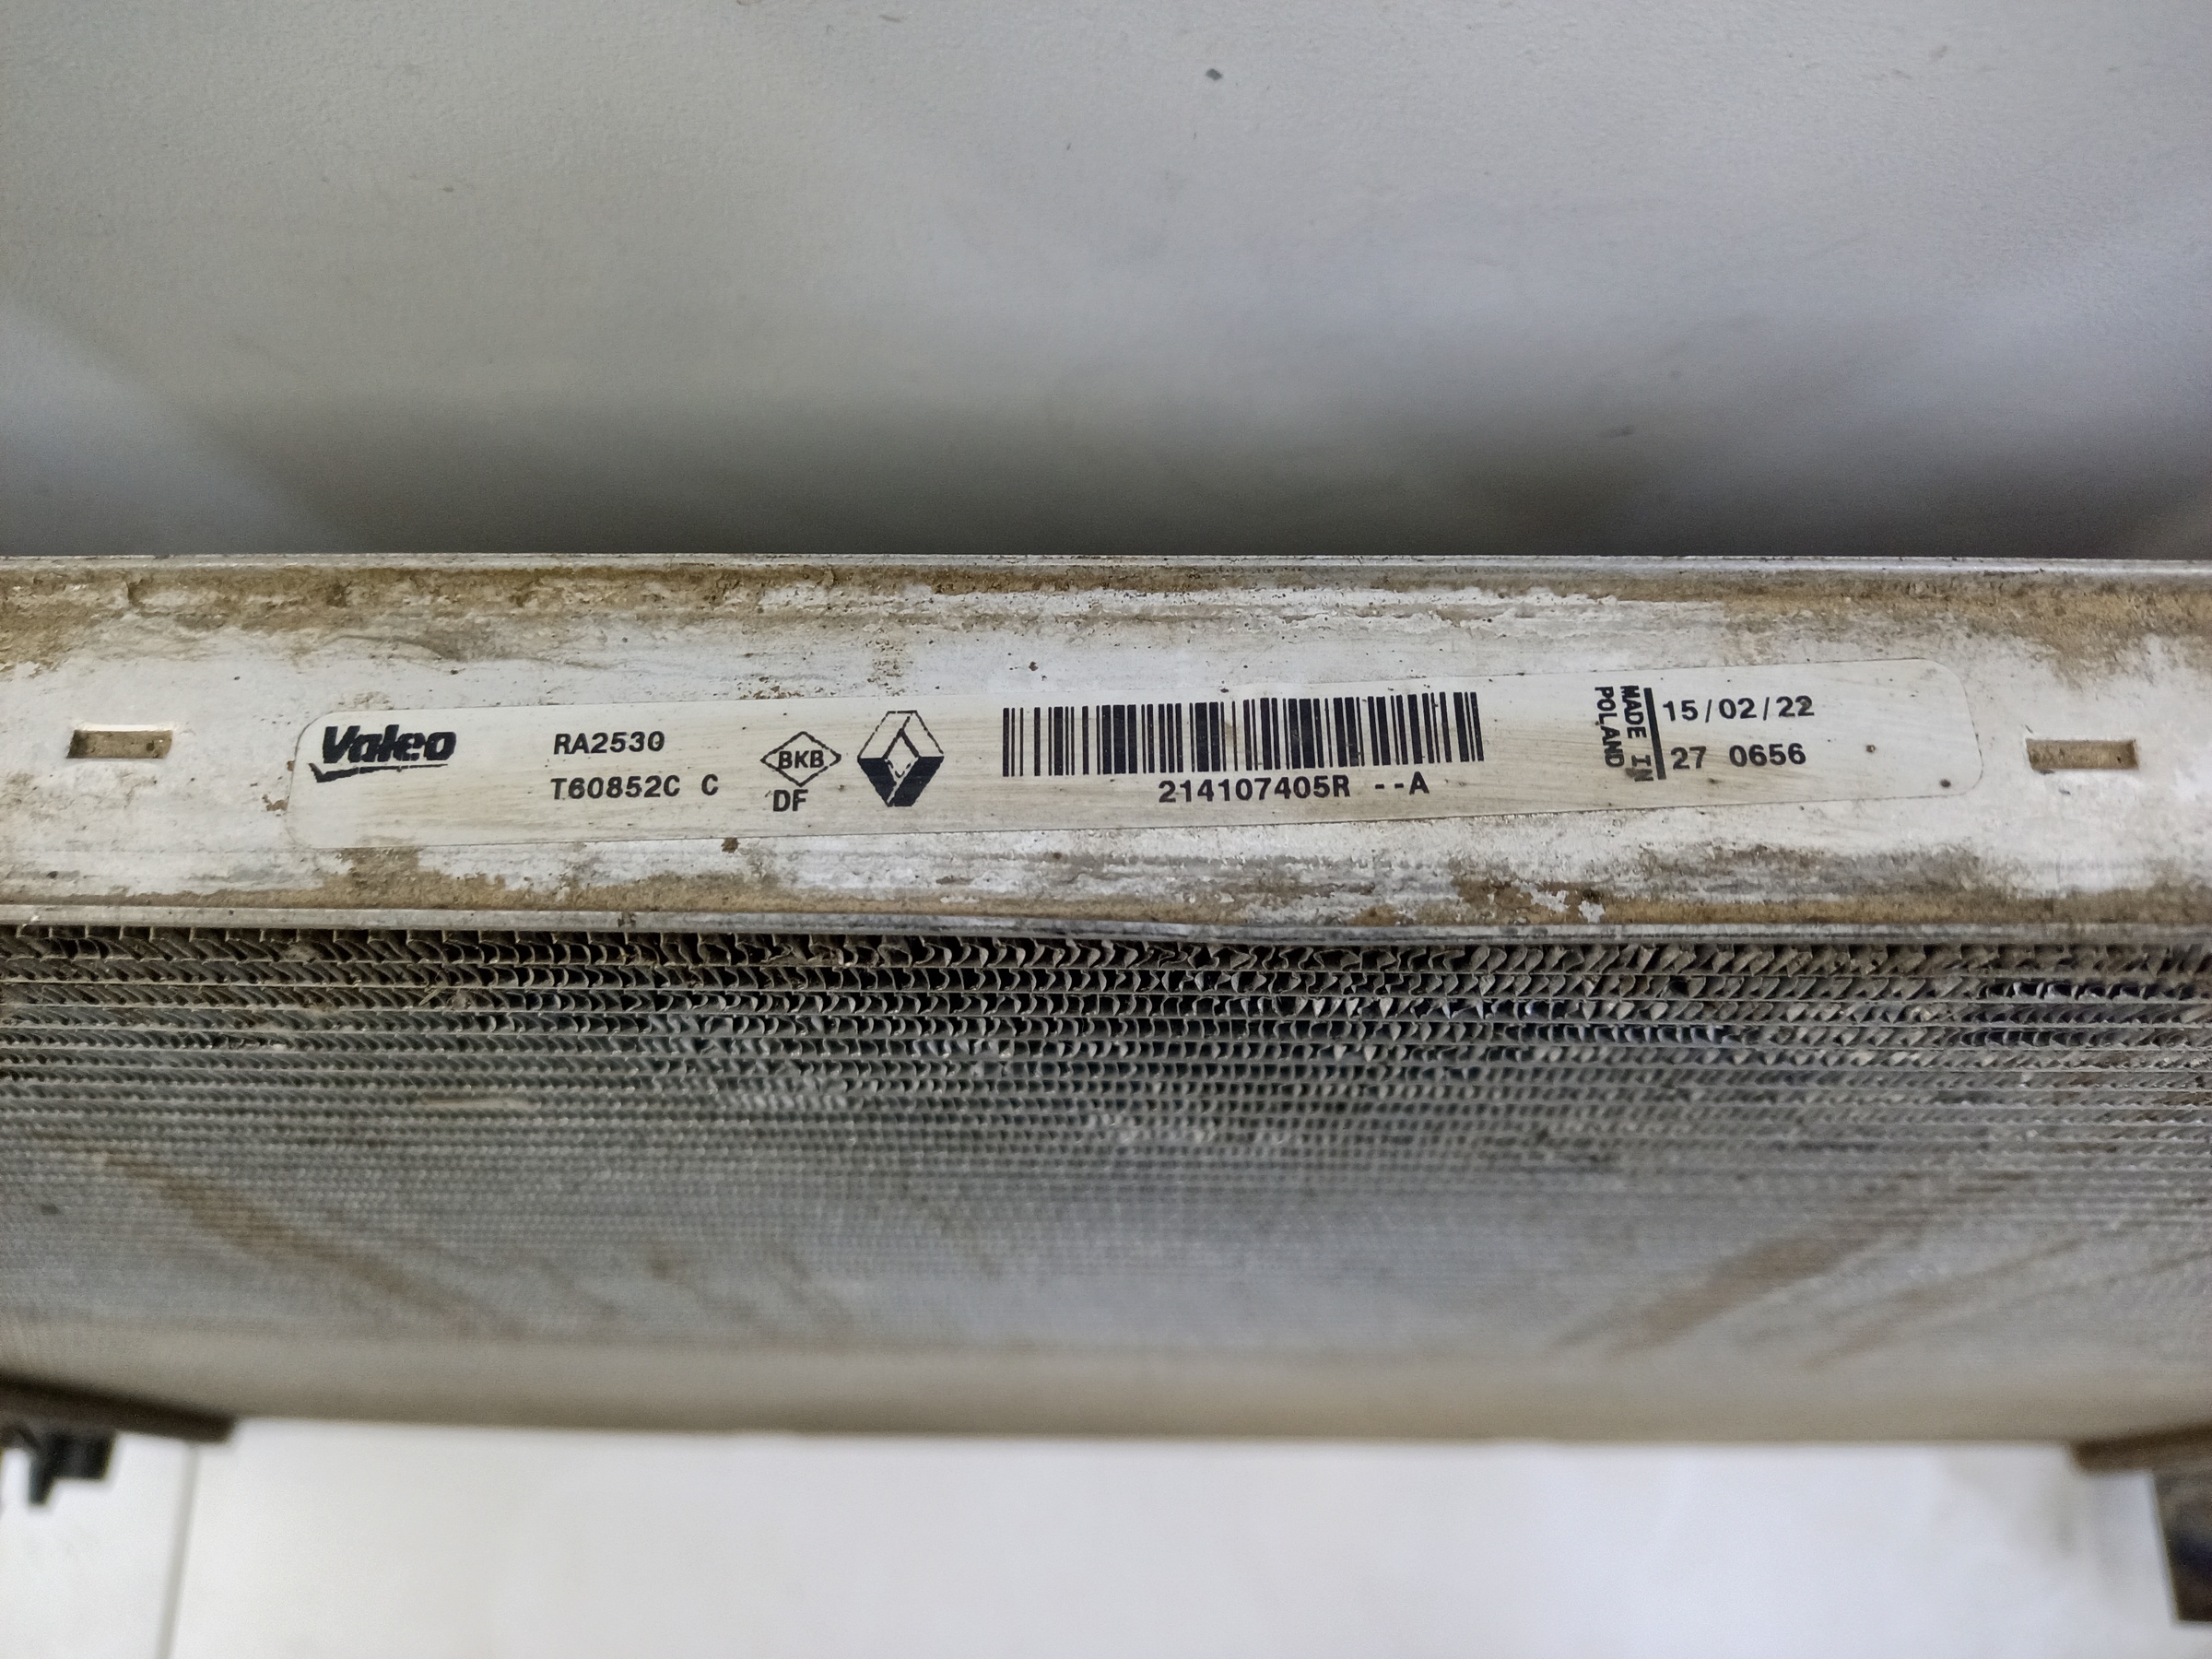 Valeo
RA2530
T60852C C
BKB
DF
214107405R --A
MADE IN
POLAND
15/02/22
27 0656